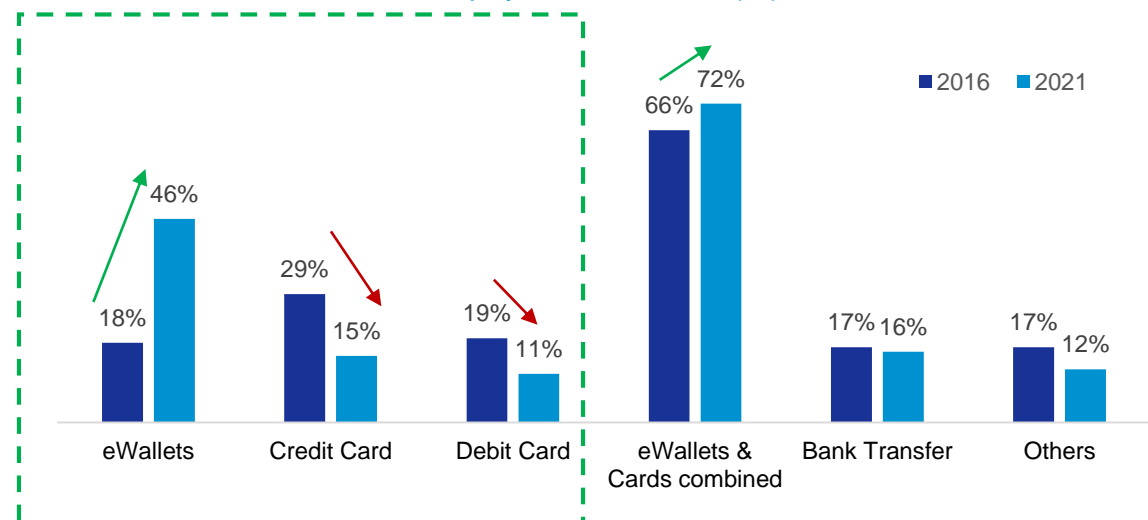 2016 2021
72%
66%
46%
18%
29%
15%
19%
11%
17%
16%
17%
12%
eWallets
Credit Card
Debit Card
eWallets &
Cards combined
Bank Transfer
Others